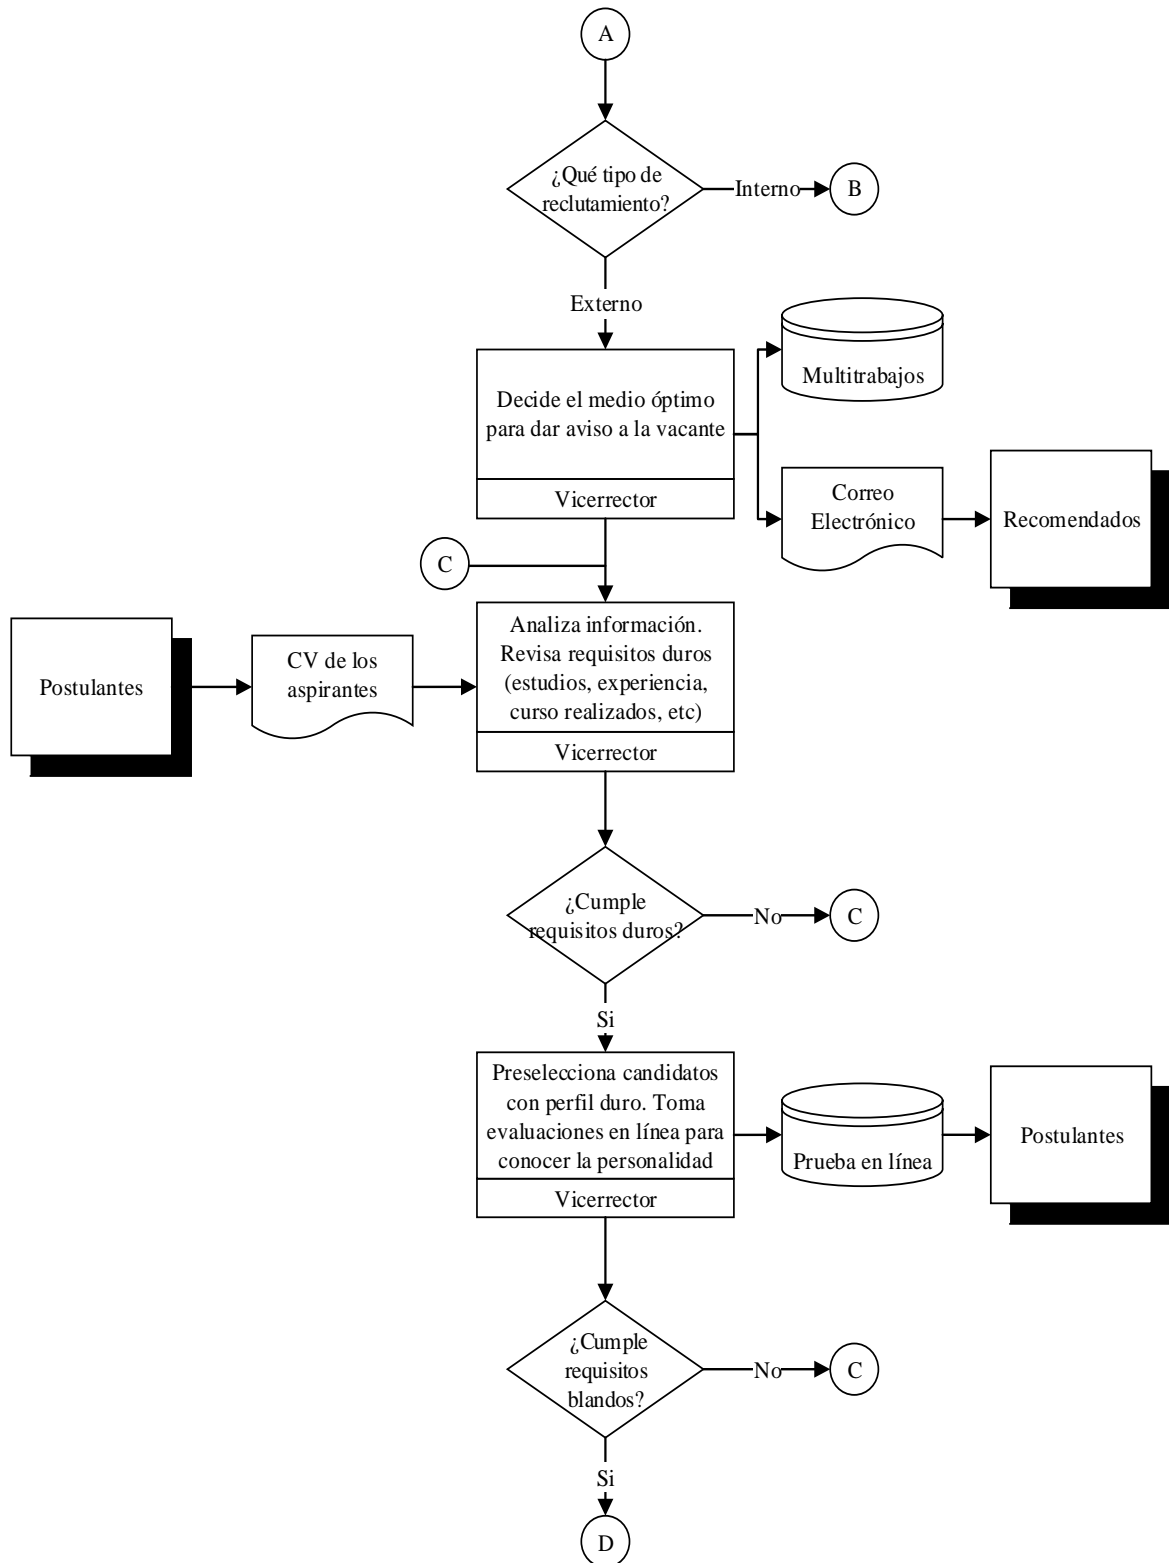 A
¿Qué tipo de
reclutamiento?
Interno
B
Externo
Decide el medio óptimo
para dar aviso a la vacante
Vicerrector
Multitrabajos
Correo
Electrónico
Recomendados
C
Postulantes
CV de los
aspirantes
Analiza información.
Revisa requisitos duros
(estudios, experiencia,
curso realizados, etc)
Vicerrector
¿Cumple
requisitos duros?
No
C
Si
Preselecciona candidatos
con perfil duro. Toma
evaluaciones en línea para
conocer la personalidad
Vicerrector
Prueba en línea
Postulantes
¿Cumple
requisitos
blandos?
No
C
Si
D